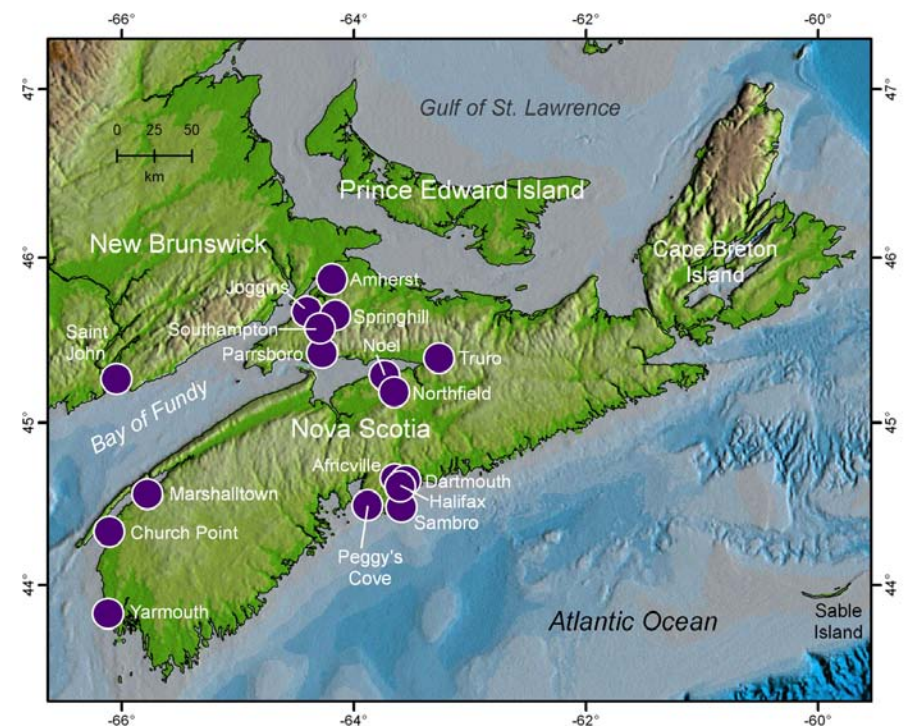 -66°
-64°
-62°
-60°
47°
47°
Gulf of St. Lawrence
0 25 50
km
Prince Edward Island
New Brunswick
Cape Breton
Island
46°
46°
Amherst
Joggins
Springhill
Southampton
Saint
John
Parrsboro
Noel
Truro
Northfield
Bay of Fundy
45°
45°
Nova Scotia
Africville
Dartmouth
Halifax
Marshalltown
Sambro
Church Point
Peggy's
Cove
44°
44°
Yarmouth
Atlantic Ocean
Sable
Island
-66°
-64°
-62°
-60°